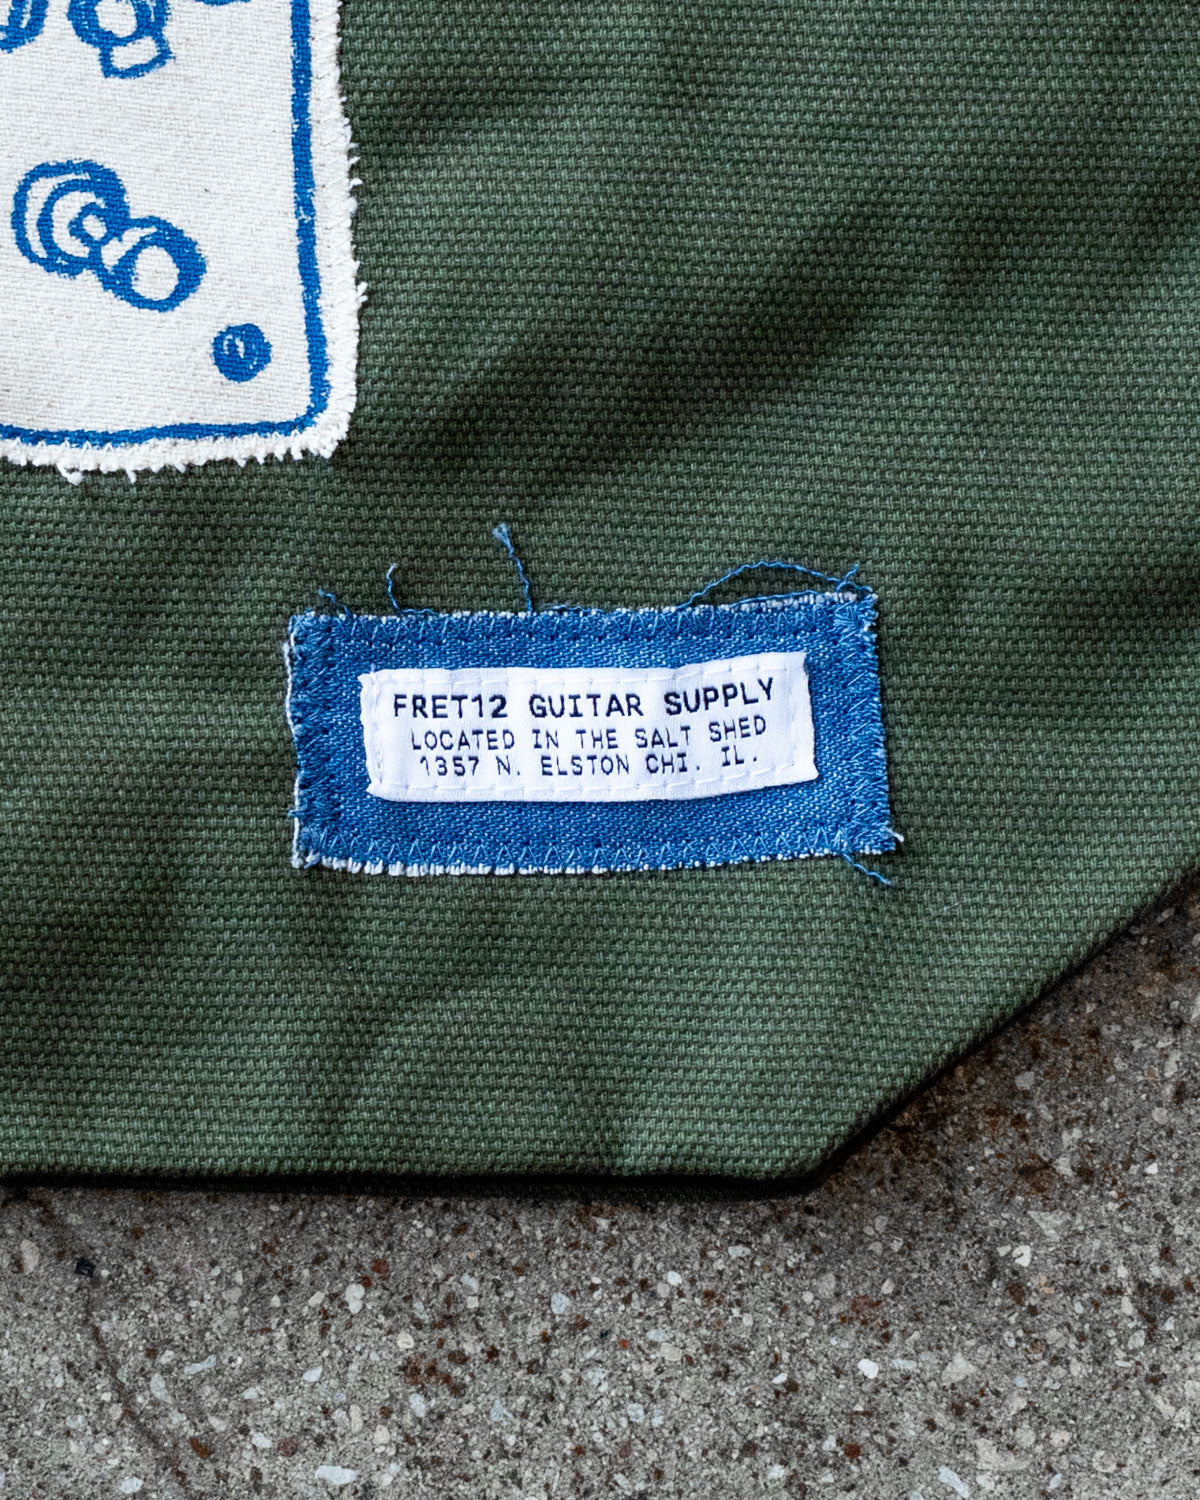 FRET12 GUITAR SUPPLY
LOCATED IN THE SALT SHED
1357 N. ELSTON CHI. IL.